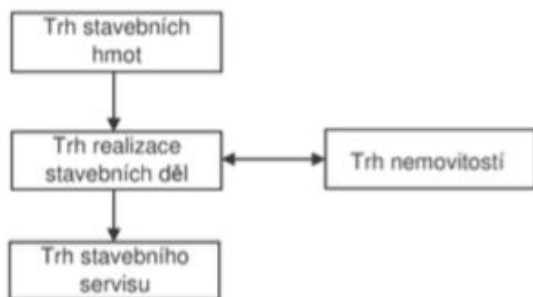 Trh stavebních
hmot
Trh realizace
stavebních děl
Trh nemovitostí
Trh stavebního
servisu